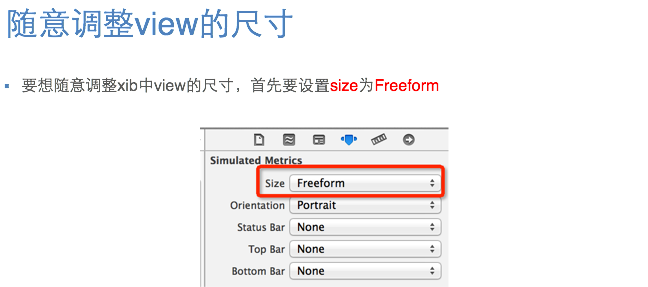 随意调整view的尺寸
要想随意调整xib中view的尺寸，首先要设置size为Freeform
Simulated Metrics
Size Freeform
Orientation Portrait
Status Bar None
Top Bar None
Bottom Bar None